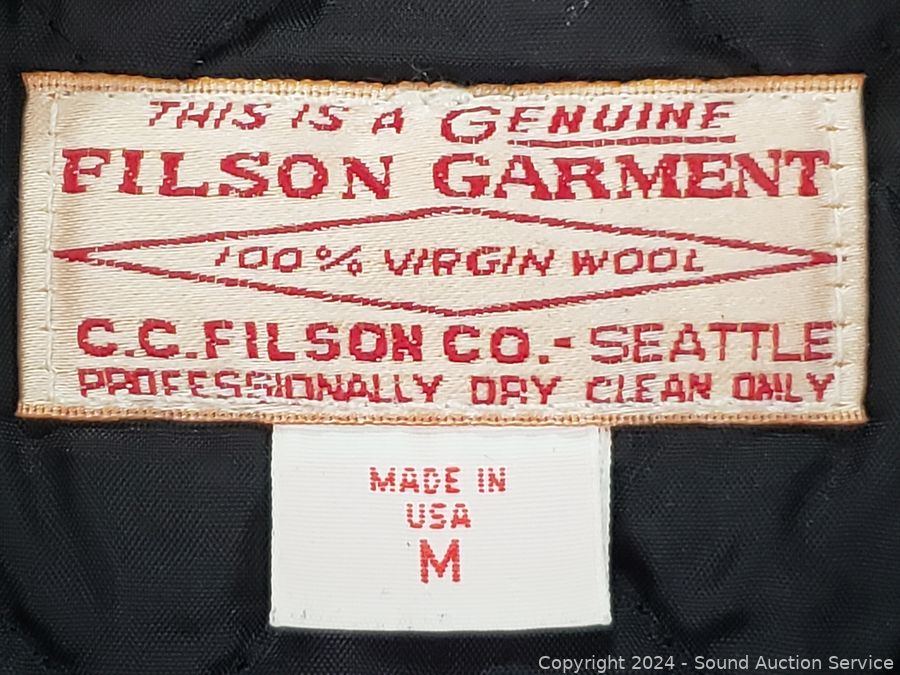 THIS IS A GENUINE
FILSON GARMENT
100% VIRGIN WOOL
C.C. FILSON CO.- SEATTLE
PROFESSIONALLY DRY CLEAN ONLY
MADE IN
USA
M
Copyright 2024 - Sound Auction Service